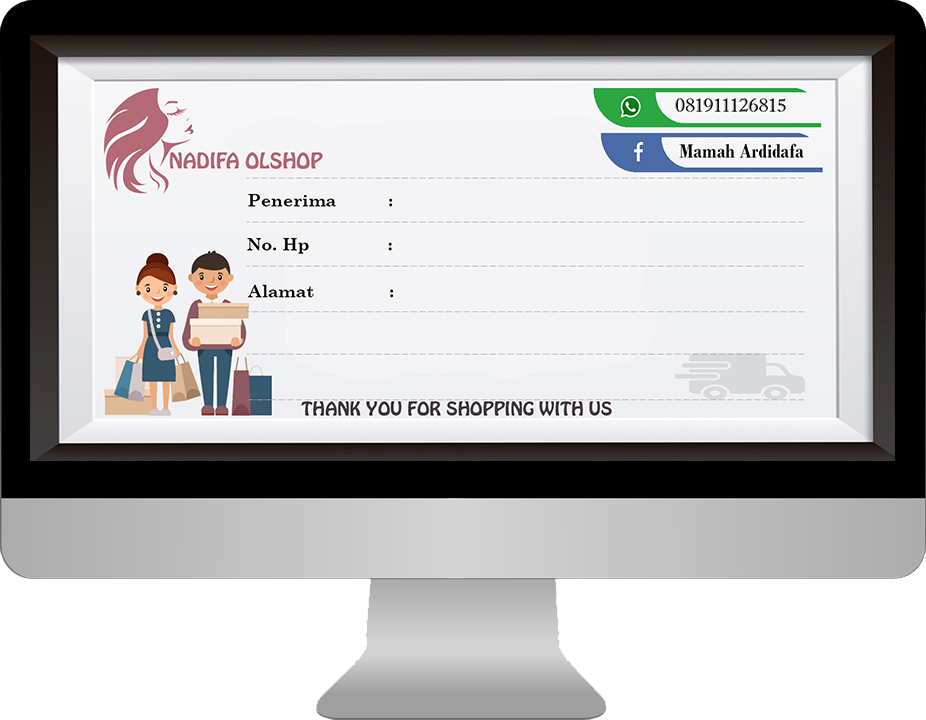 NADIFA OLSHOP
081911126815
Mamah Ardidafa
Penerima :
No. Hp :
Alamat :
THANK YOU FOR SHOPPING WITH US